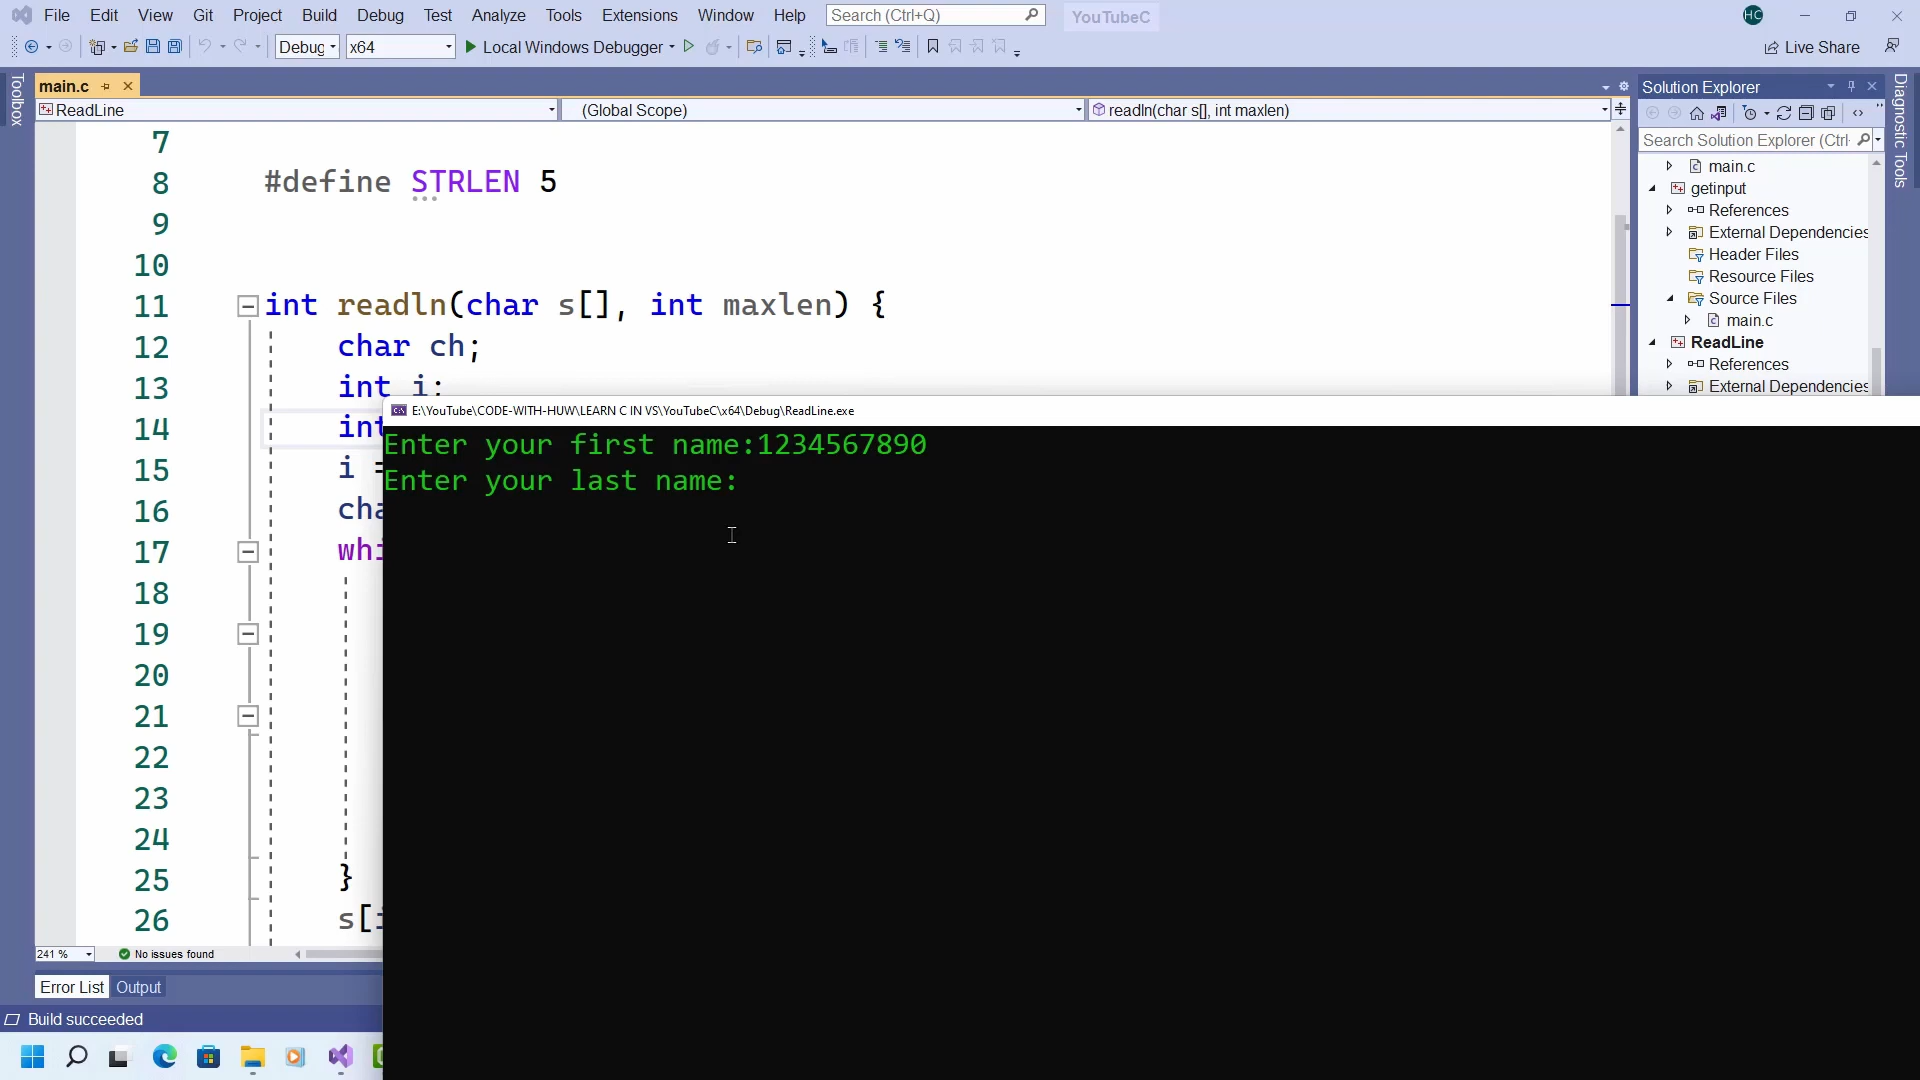 File Edit View Git Project Build Debug Test Analyze Tools Extensions Window Help Search (Ctrl+Q) YouTubeC HC
Debug x64 Local Windows Debugger Live Share
Toolbox
main.c
ReadLine (Global Scope) readln(char s[], int maxlen)
7
8 #define STRLEN 5
9
10
11 int readln(char s[], int maxlen) {
12 char ch;
13 int i;
14 int
15 i =
16 cha
17 whi
18
19
20
21
22
23
24
25 }
26 s[i
241 % No issues found
Error List Output
Build succeeded
E:\YouTube\CODE-WITH-HUW\LEARN C IN VS\YouTubeC\x64\Debug\ReadLine.exe
Enter your first name:1234567890
Enter your last name:
Solution Explorer
Search Solution Explorer (Ctrl
main.c
getinput
References
External Dependencies
Header Files
Resource Files
Source Files
main.c
ReadLine
References
External Dependencies
Diagnostic Tools